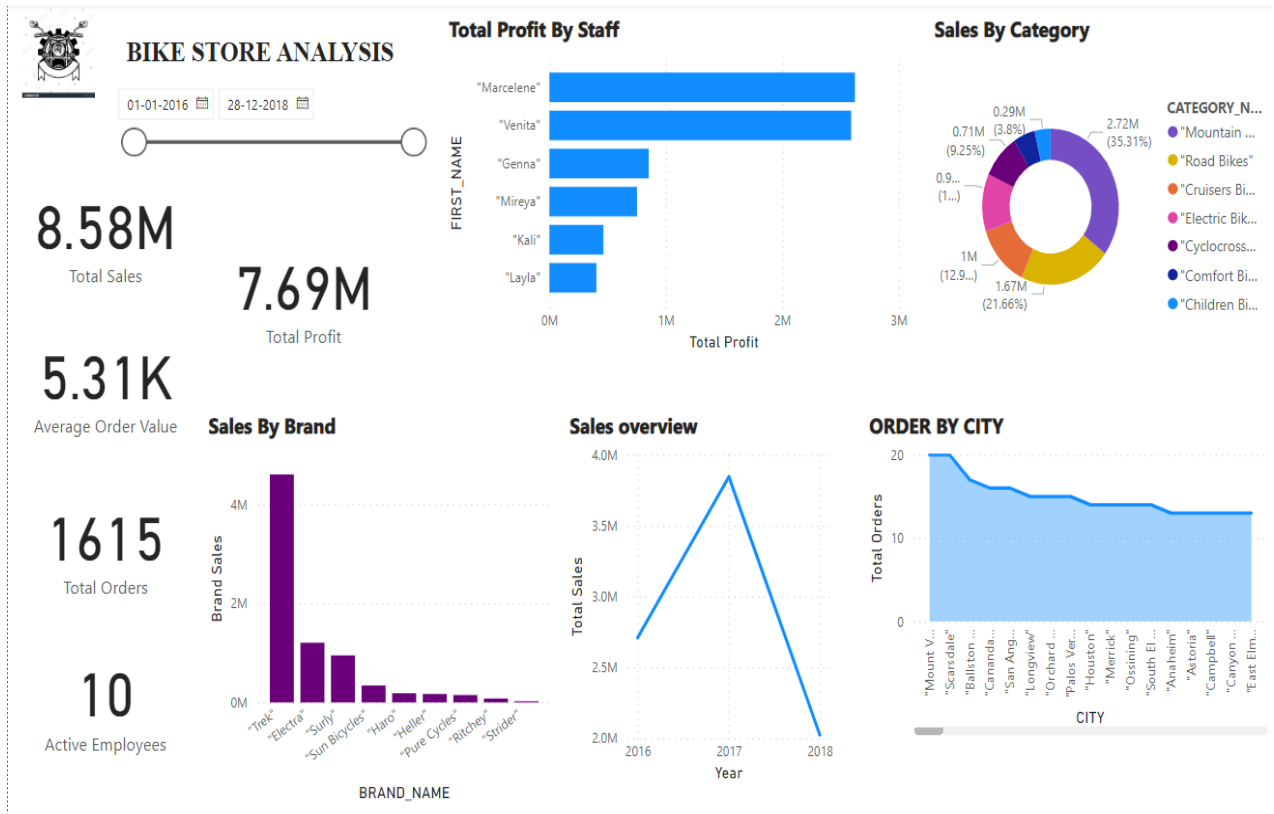 BIKE STORE ANALYSIS
01-01-2016
28-12-2018
8.58M
Total Sales
7.69M
Total Profit
5.31K
Average Order Value
1615
Total Orders
10
Active Employees
Total Profit By Staff
FIRST_NAME
"Marcelene"
"Venita"
"Genna"
"Mireya"
"Kali"
"Layla"
0M
1M
2M
3M
Total Profit
Sales By Category
0.29M
(3.8%)
2.72M
(35.31%)
0.71M
(9.25%)
0.9...
(1...)
1M
(12.9...)
1.67M
(21.66%)
CATEGORY_N...
"Mountain ...
"Road Bikes"
"Cruisers Bi...
"Electric Bik...
"Cyclocross...
"Comfort Bi...
"Children Bi...
Sales By Brand
Brand Sales
4M
2M
0M
"Trek"
"Electra"
"Surly"
"Sun Bicycles"
"Haro"
"Heller"
"Pure Cycles"
"Ritchey"
"Strider"
BRAND_NAME
Sales overview
Total Sales
4.0M
3.5M
3.0M
2.5M
2.0M
2016
2017
2018
Year
ORDER BY CITY
Total Orders
20
10
0
"Mount V...
"Scarsdale"
"Ballston ...
"Cananda...
"San Ang...
"Longview"
"Orchard ...
"Palos Ver...
"Houston"
"Merrick"
"Ossining"
"South El ...
"Anaheim"
"Astoria"
"Campbell"
"Canyon ...
"East Elm...
CITY